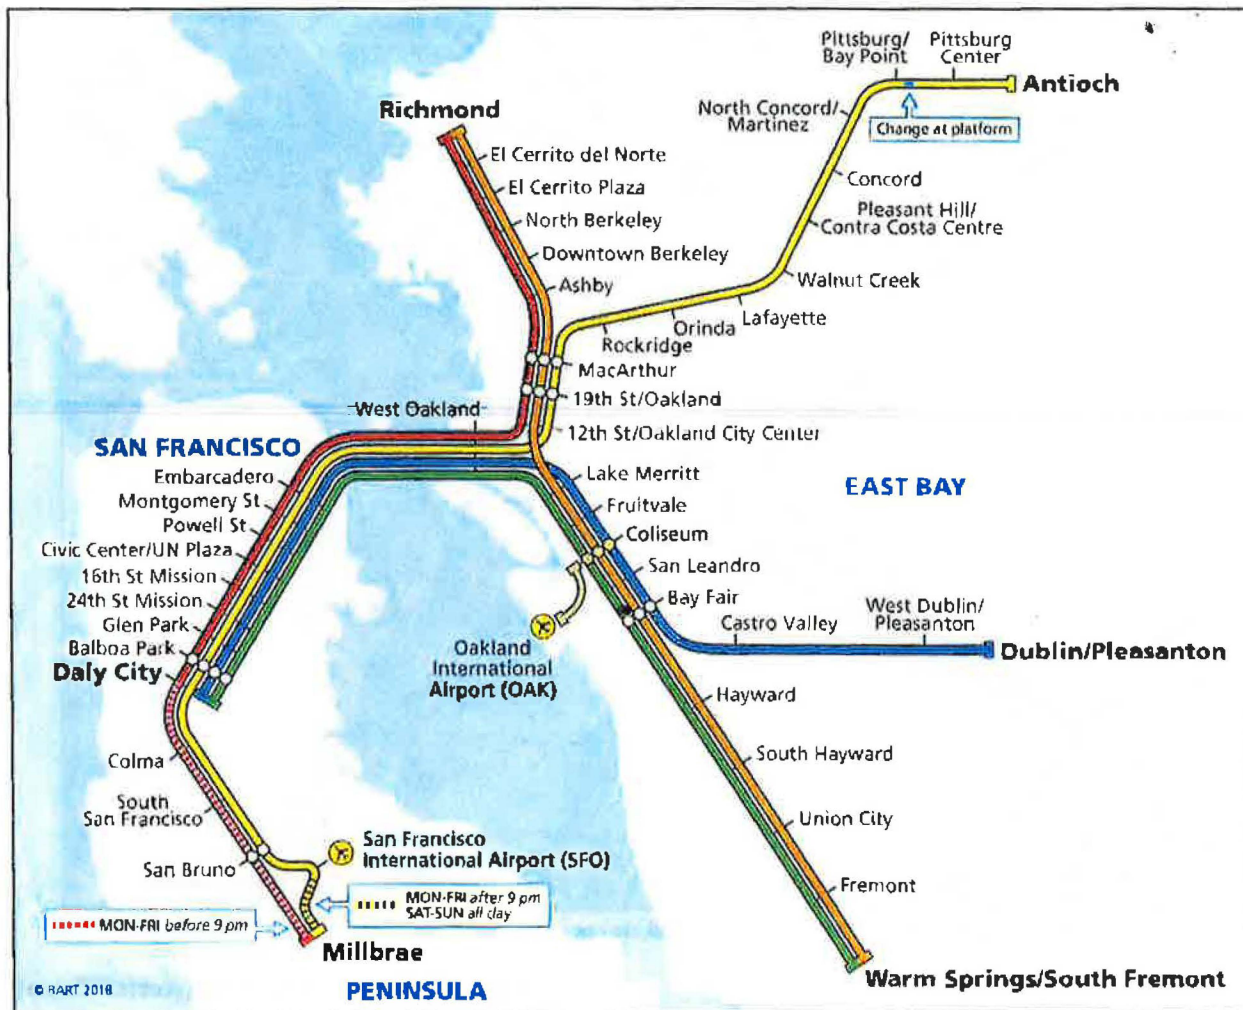 Pittsburg/
Bay Point
Pittsburg
Center
Antioch
Change at platform
North Concord/
Martinez
Concord
Pleasant Hill/
Contra Costa Centre
Walnut Creek
Lafayette
Orinda
Rockridge
Richmond
El Cerrito del Norte
El Cerrito Plaza
North Berkeley
Downtown Berkeley
Ashby
MacArthur
19th St/Oakland
12th St/Oakland City Center
West Oakland
SAN FRANCISCO
Embarcadero
Montgomery St
Powell St
Civic Center/UN Plaza
16th St Mission
24th St Mission
Glen Park
Balboa Park
Daly City
EAST BAY
Lake Merritt
Fruitvale
Coliseum
San Leandro
Bay Fair
Castro Valley
West Dublin/
Pleasanton
Dublin/Pleasanton
Oakland
International
Airport (OAK)
Hayward
South Hayward
Union City
Fremont
Warm Springs/South Fremont
Colma
South
San Francisco
San Bruno
San Francisco
International Airport (SFO)
MON-FRI after 9 pm
SAT-SUN all day
MON-FRI before 9 pm
Millbrae
PENINSULA
© BART 2018